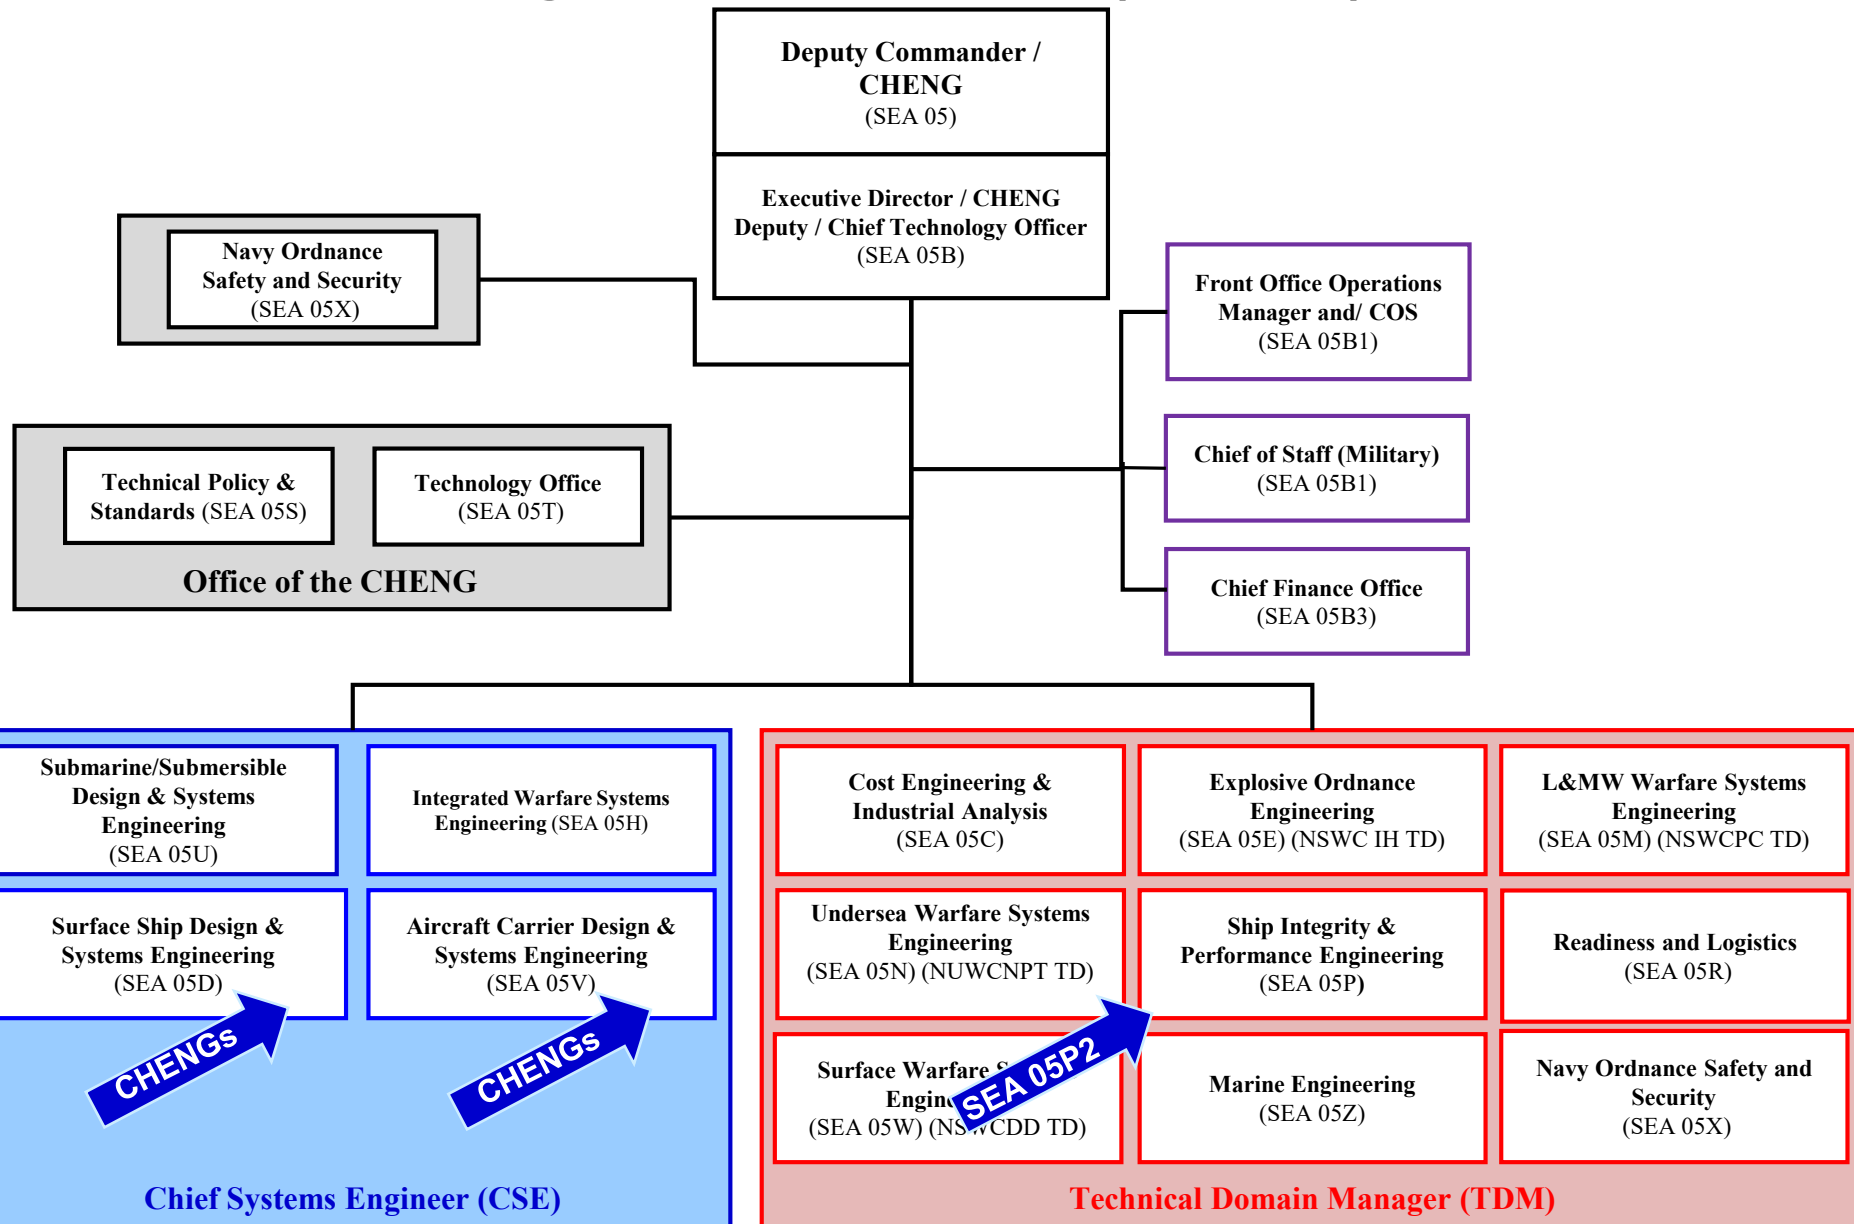 Deputy Commander /
CHENG
(SEA 05)
Executive Director / CHENG
Deputy / Chief Technology Officer
(SEA 05B)
Navy Ordnance
Safety and Security
(SEA 05X)
Front Office Operations
Manager and/ COS
(SEA 05B1)
Chief of Staff (Military)
(SEA 05B1)
Chief Finance Office
(SEA 05B3)
Technical Policy &
Standards (SEA 05S)
Technology Office
(SEA 05T)
Office of the CHENG
Submarine/Submersible
Design & Systems
Engineering
(SEA 05U)
Integrated Warfare Systems
Engineering (SEA 05H)
Surface Ship Design &
Systems Engineering
(SEA 05D)
Aircraft Carrier Design &
Systems Engineering
(SEA 05V)
CHENGs
CHENGs
Chief Systems Engineer (CSE)
Cost Engineering &
Industrial Analysis
(SEA 05C)
Explosive Ordnance
Engineering
(SEA 05E) (NSWC IH TD)
L&MW Warfare Systems
Engineering
(SEA 05M) (NSWCPC TD)
Undersea Warfare Systems
Engineering
(SEA 05N) (NUWCNPT TD)
Ship Integrity &
Performance Engineering
(SEA 05P)
Readiness and Logistics
(SEA 05R)
Surface Warfare
(SEA 05W) (NSWCDD TD)
SEA 05P2
Marine Engineering
(SEA 05Z)
Navy Ordnance Safety and
Security
(SEA 05X)
Technical Domain Manager (TDM)